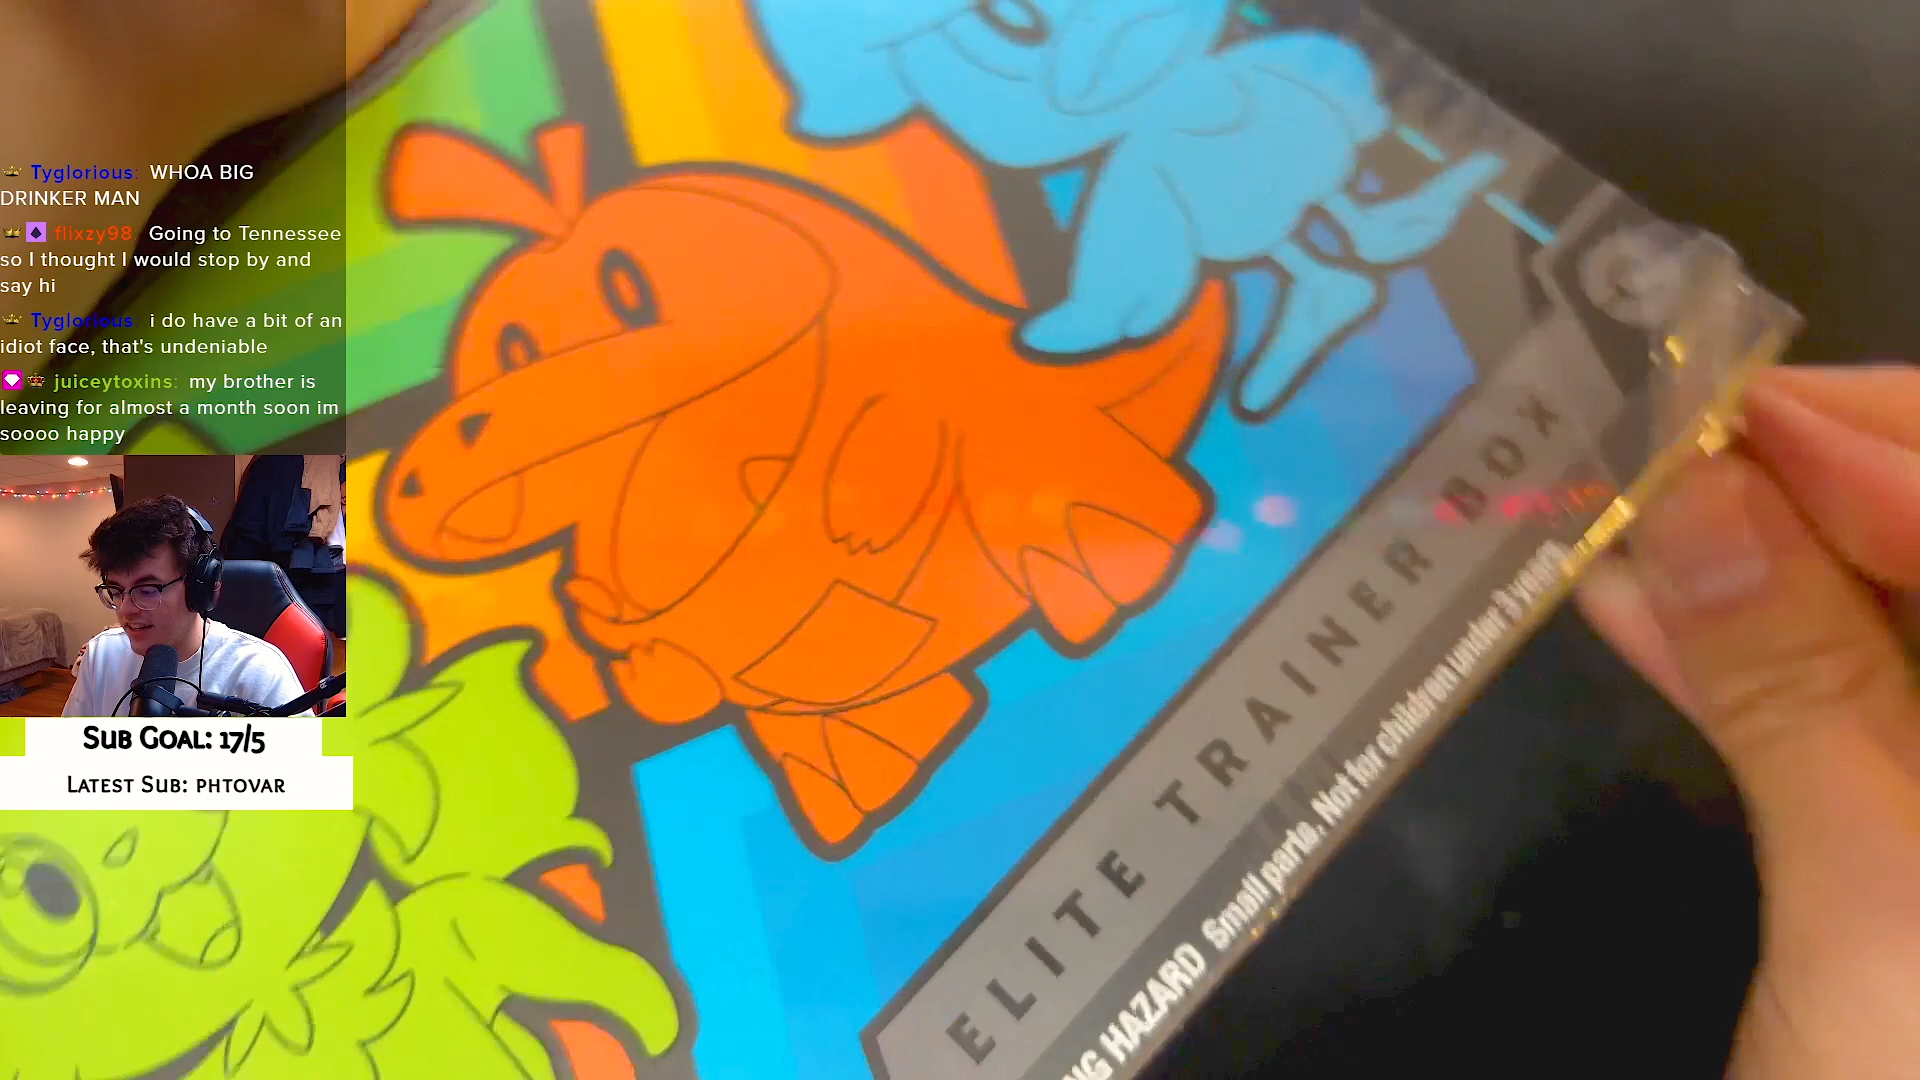 Tyglorious: WHOA BIG
DRINKER MAN
flixzy98: Going to Tennessee
so I thought I would stop by and
say hi
Tyglorious: i do have a bit of an
idiot face, that's undeniable
juiceytoxins: my brother is
leaving for almost a month soon im
soooo happy
Sub Goal: 17/5
Latest Sub: phtovar
ELITE TRAINER BOX
NG HAZARD Small parts. Not for children under 3 years.